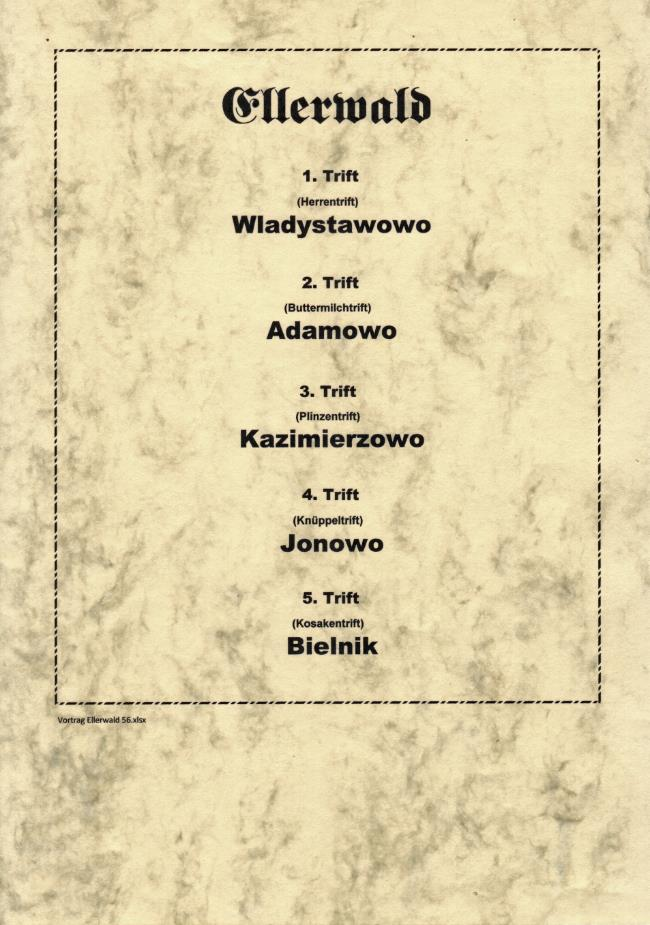 Ellerwald
1. Trift
(Herrentrift)
Wladystawowo
2. Trift
(Buttermilchtrift)
Adamowo
3. Trift
(Plinzentrift)
Kazimierzowo
4. Trift
(Knüppeltrift)
Jonowo
5. Trift
(Kosakentrift)
Bielnik
Vortrag Ellerwald 56.xlsx